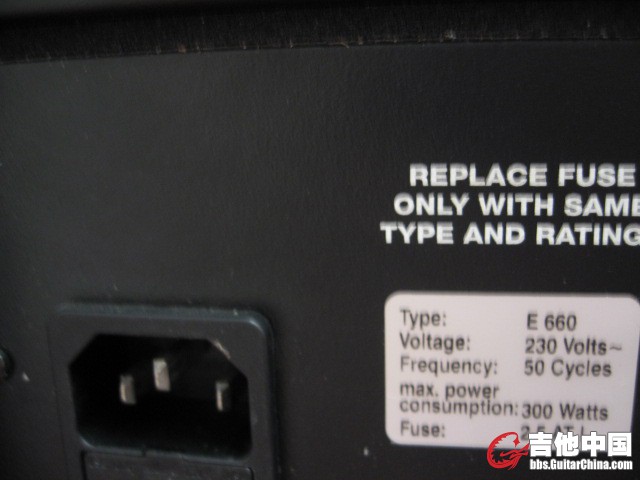 REPLACE FUSE
ONLY WITH SAME
TYPE AND RATING
Type: E 660
Voltage: 230 Volts~
Frequency: 50 Cycles
max. power
consumption: 300 Watts
Fuse:
吉他中国
bbs.GuitarChina.com